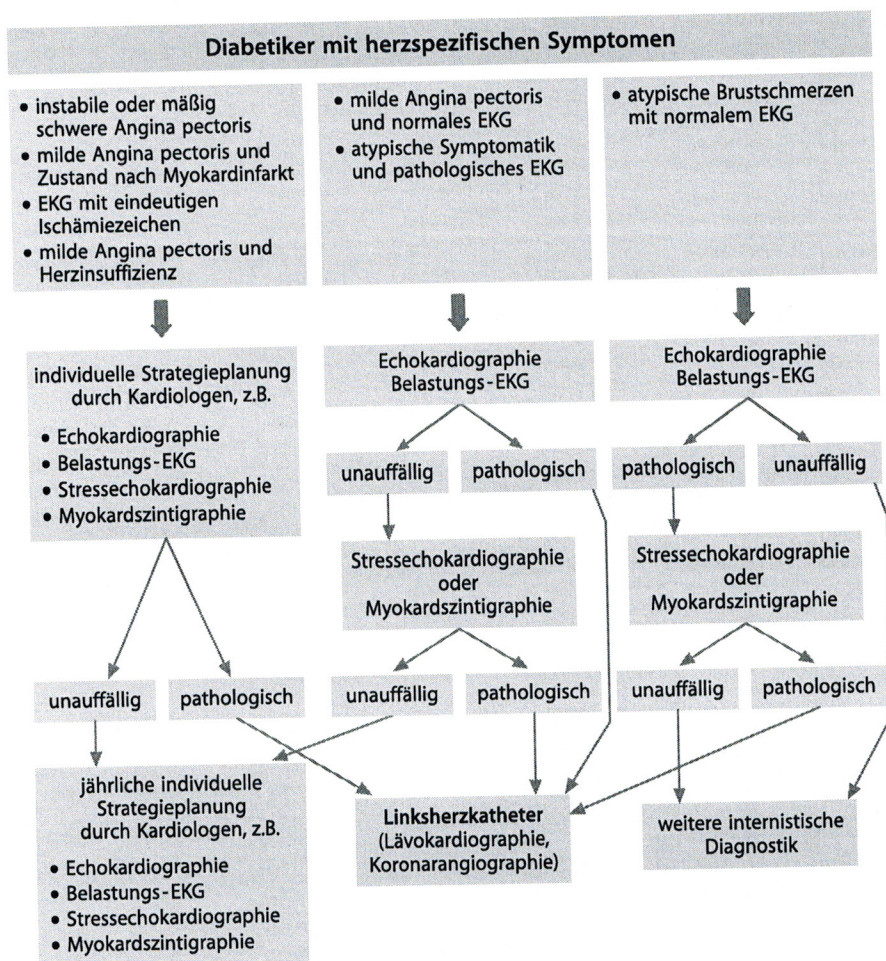 Diabetiker mit herzspezifischen Symptomen
• instabile oder mäßig
schwere Angina pectoris
• milde Angina pectoris und
Zustand nach Myokardinfarkt
• EKG mit eindeutigen
Ischämiezeichen
• milde Angina pectoris und
Herzinsuffizienz
• milde Angina pectoris
und normales EKG
• atypische Symptomatik
und pathologisches EKG
• atypische Brustschmerzen
mit normalem EKG
individuelle Strategieplanung
durch Kardiologen, z.B.
• Echokardiographie
• Belastungs-EKG
• Stressechokardiographie
• Myokardszintigraphie
Echokardiographie
Belastungs-EKG
Echokardiographie
Belastungs-EKG
unauffällig
pathologisch
pathologisch
unauffällig
Stressechokardiographie
oder
Myokardszintigraphie
Stressechokardiographie
oder
Myokardszintigraphie
unauffällig
pathologisch
unauffällig
pathologisch
unauffällig
pathologisch
jährliche individuelle
Strategieplanung
durch Kardiologen, z.B.
• Echokardiographie
• Belastungs-EKG
• Stressechokardiographie
• Myokardszintigraphie
Linksherzkatheter
(Lävokardiographie,
Koronarangiographie)
weitere internistische
Diagnostik